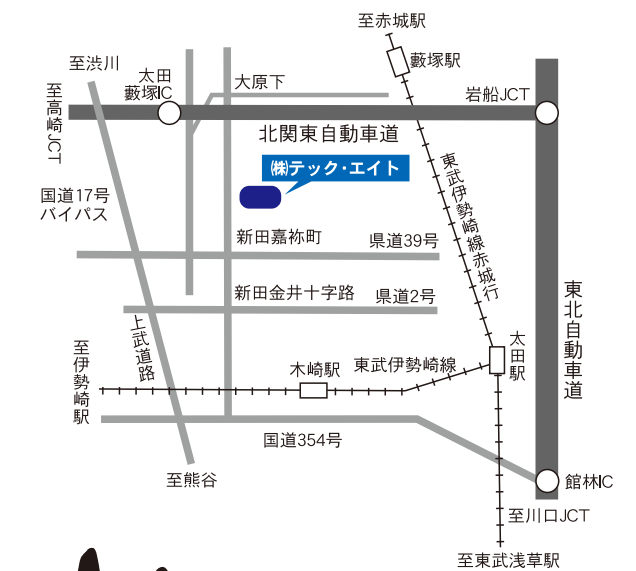 至赤城駅
藪塚駅
至渋川
太田
藪塚IC
大原下
岩船JCT
至高崎JCT
北関東自動車道
㈱テック・エイト
東武伊勢崎線赤城行
国道17号
バイパス
新田嘉祢町
県道39号
新田金井十字路
県道2号
東北自動車道
上武道路
太田駅
至伊勢崎駅
木崎駅
東武伊勢崎線
国道354号
至熊谷
館林IC
至川口JCT
至東武浅草駅